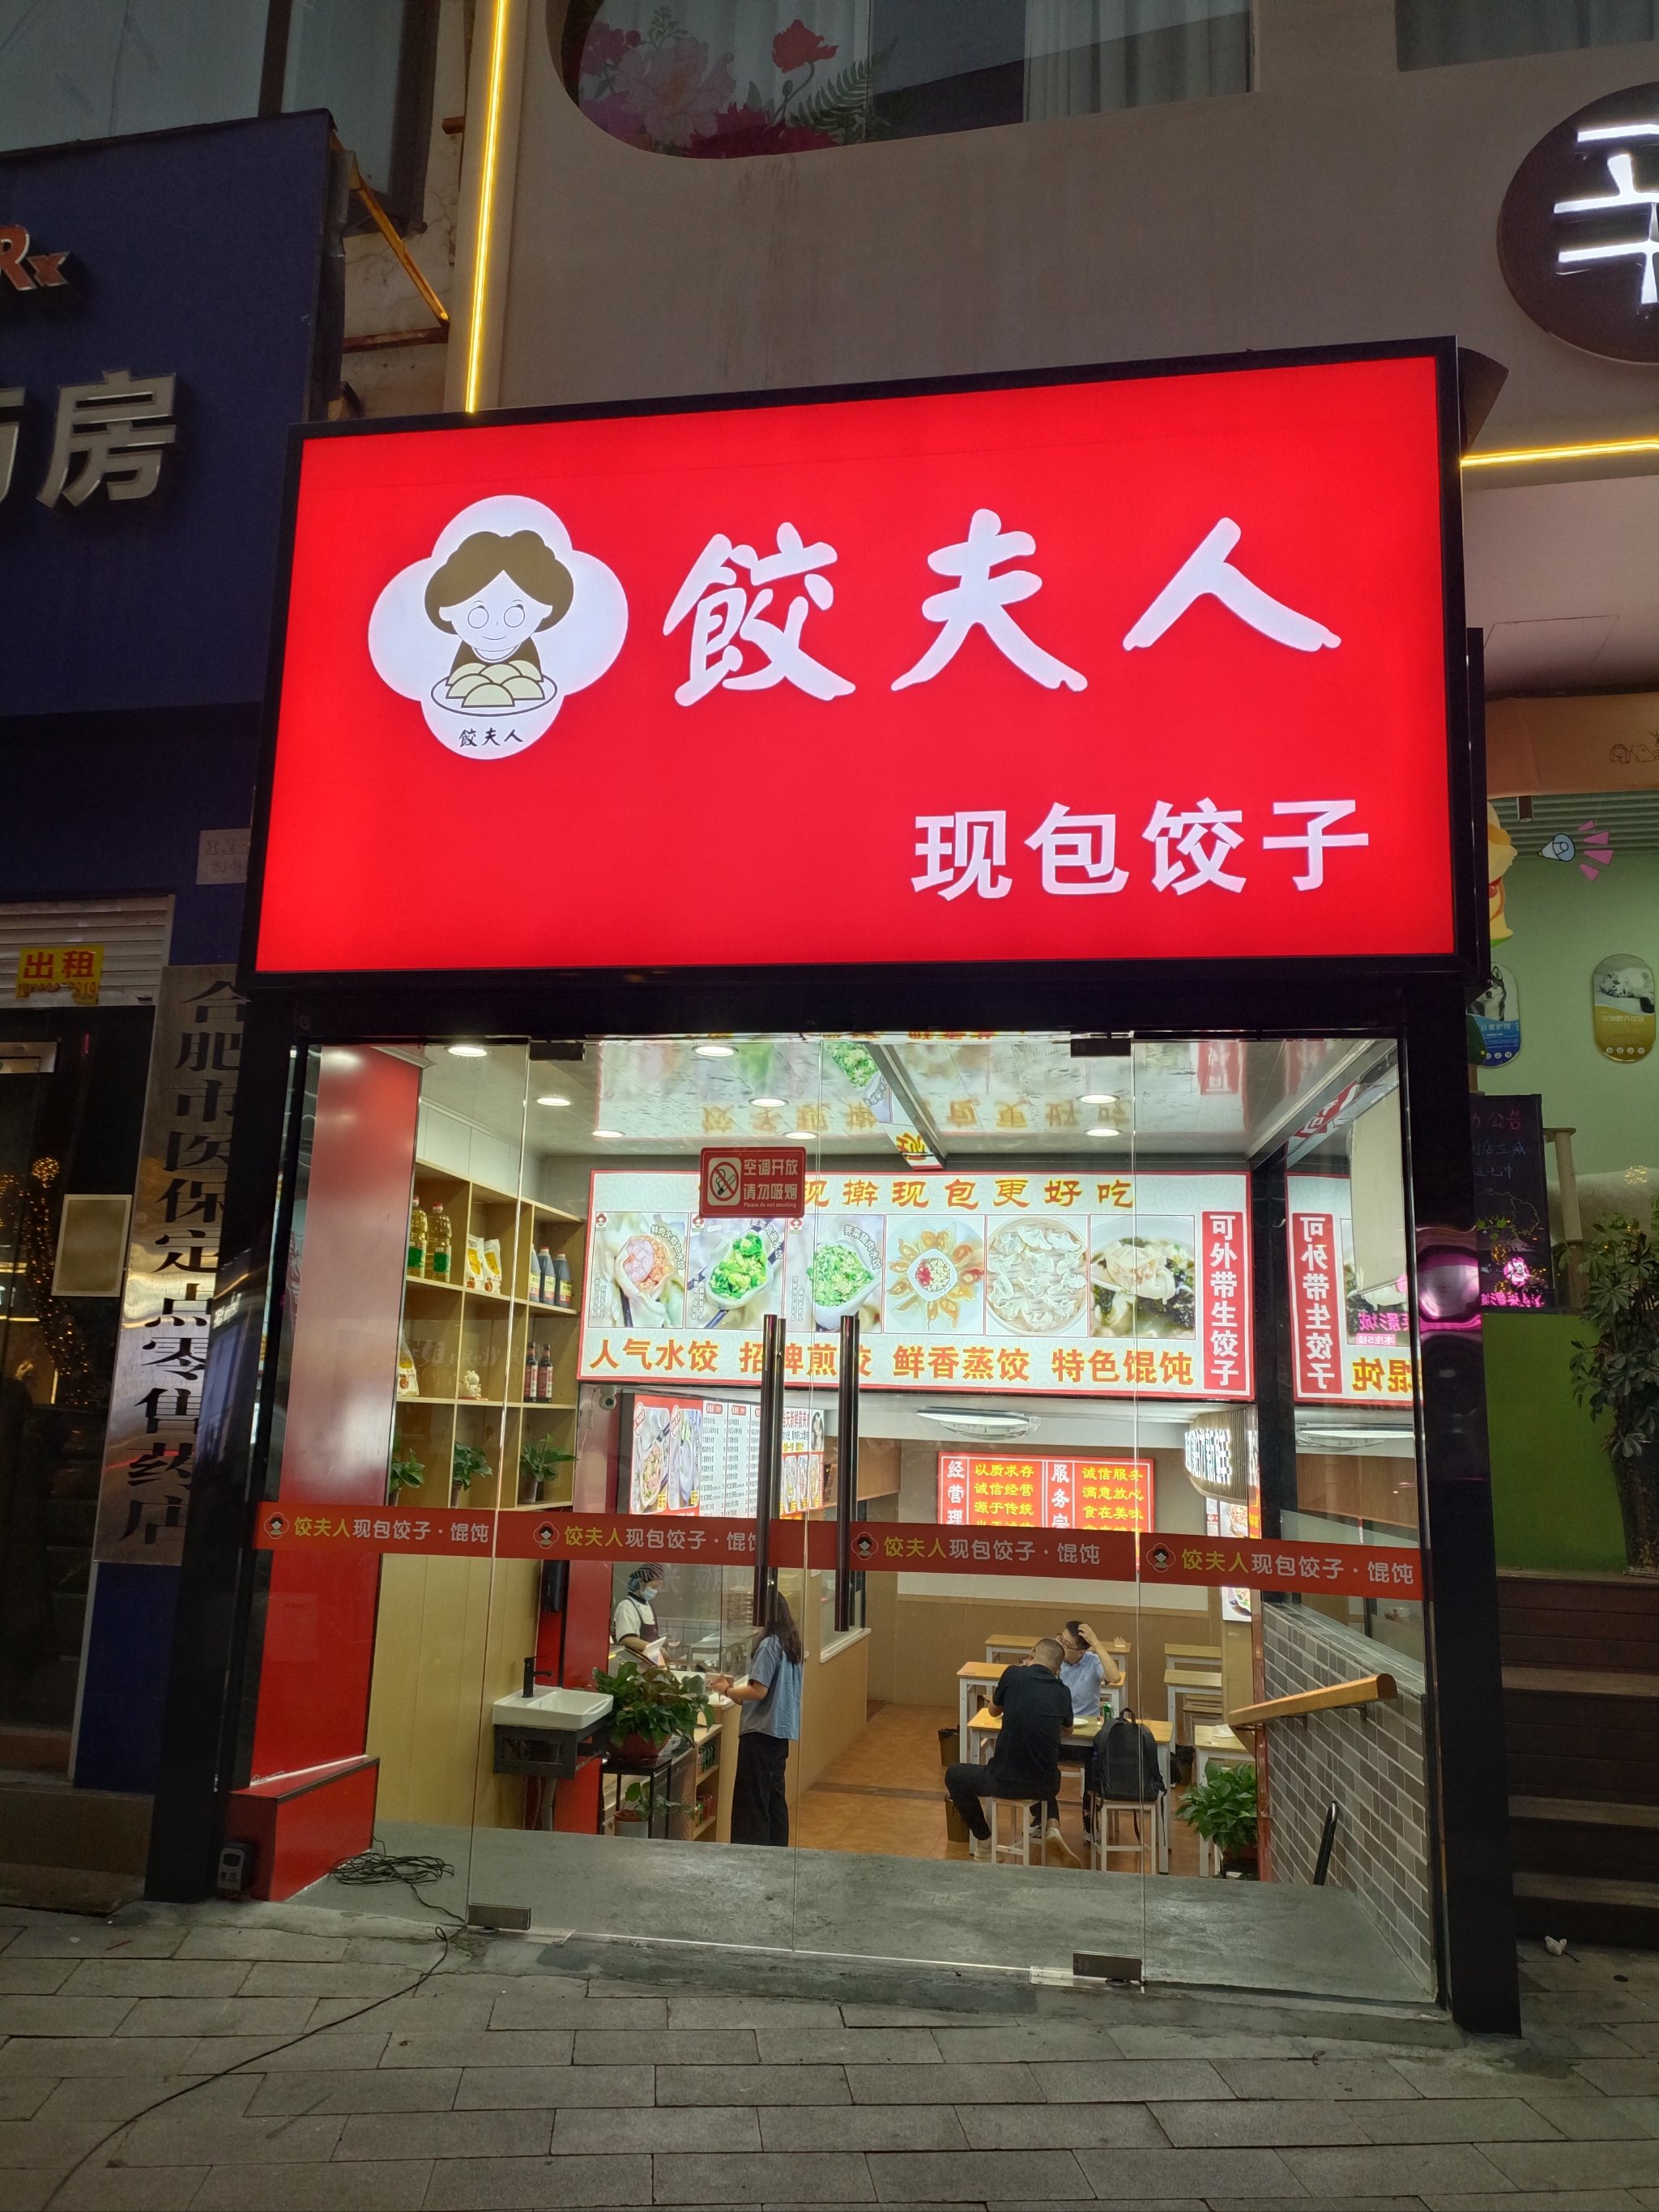 Rx
房
辛
餃夫人
餃夫人
现包饺子
出租
合肥市医保定点零售药店
空调开放
请勿吸烟
Please do not smoking
现擀现包更好吃
人气水饺 招牌煎饺 鲜香蒸饺 特色馄饨
可外带生饺子
可外带生饺子
馄饨
经营理
以质求存
诚信经营
源于传统
服务宗
诚信服务
满意放心
食在美味
饺夫人现包饺子·馄饨
饺夫人现包饺子·馄饨
饺夫人现包饺子·馄饨
饺夫人现包饺子·馄饨
公告